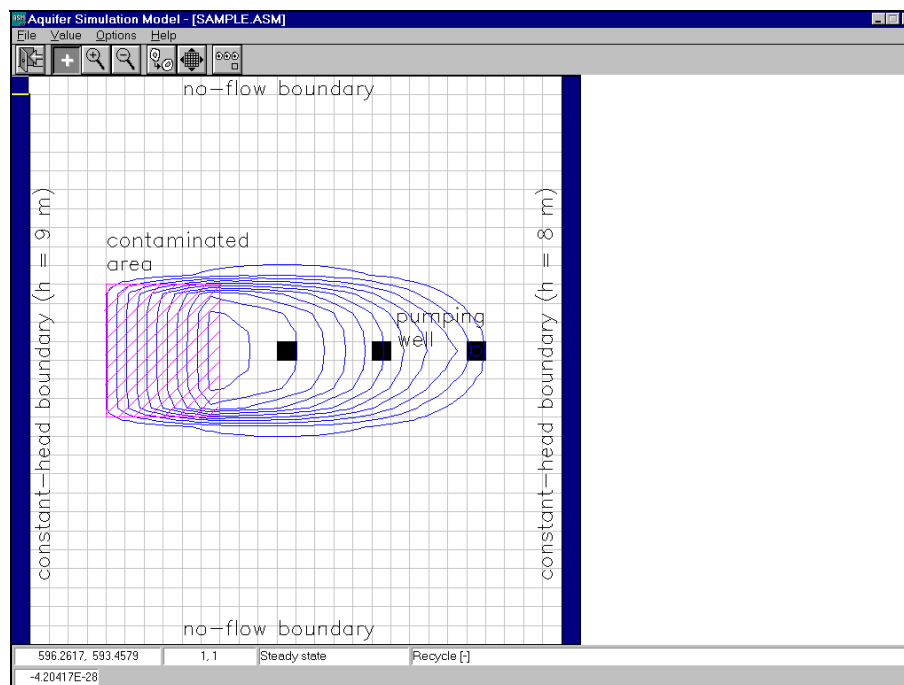 Aquifer Simulation Model - [SAMPLE.ASM]
File Value Options Help
no-flow boundary
constant-head boundary (h = 9 m)
contaminated
area
pumping
well
constant-head boundary (h = 8 m)
no-flow boundary
596.2617, 593.4579 1, 1 Steady state Recycle [-]
-4.20417E-28